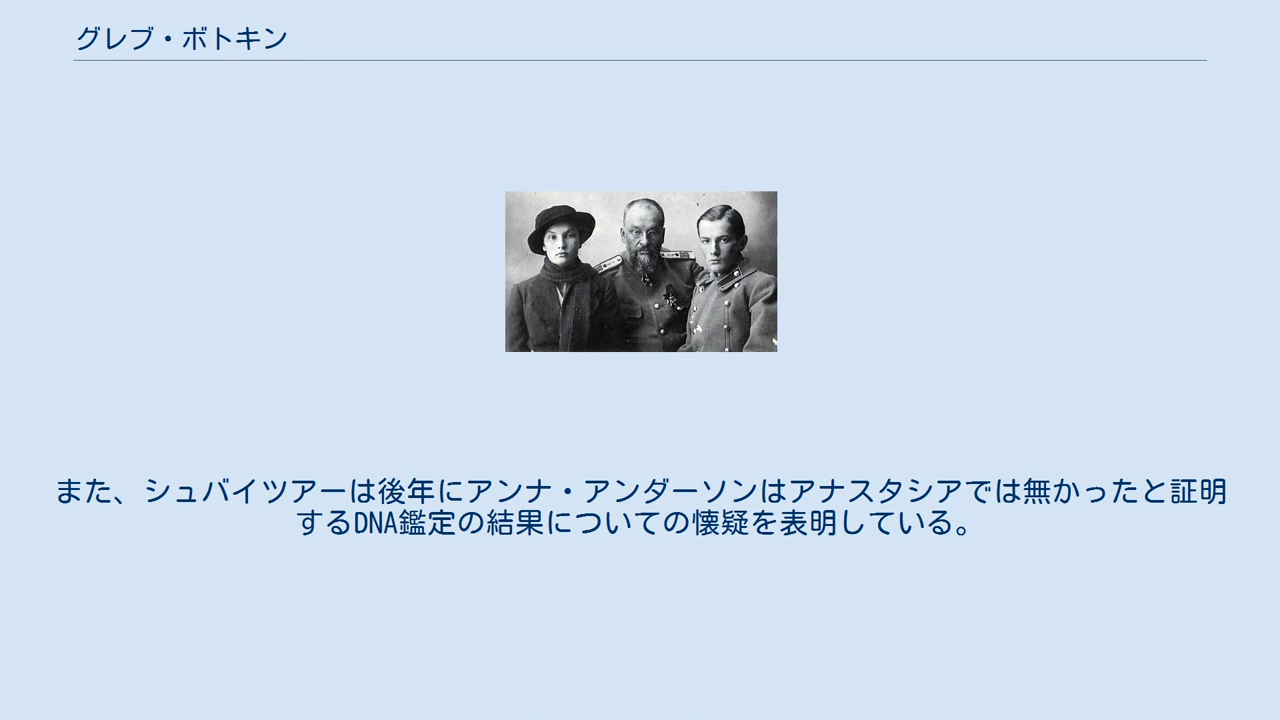 グレブ・ボトキン
また、シュバイツアーは後年にアンナ・アンダーソンはアナスタシアでは無かったと証明
するDNA鑑定の結果についての懐疑を表明している。